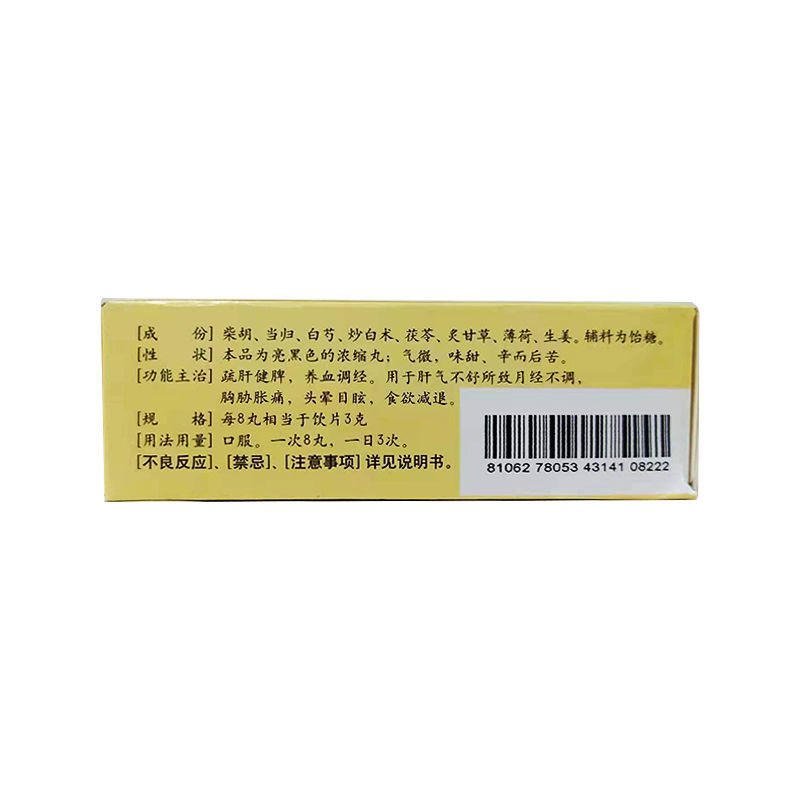 [成　　份] 柴胡、当归、白芍、炒白术、茯苓、炙甘草、薄荷、生姜。辅料为饴糖。
[性　　状] 本品为亮黑色的浓缩丸；气微，味甜、辛而后苦。
[功能主治] 疏肝健脾，养血调经。用于肝气不舒所致月经不调，
胸胁胀痛，头晕目眩，食欲减退。
[规　　格] 每8丸相当于饮片3克
[用法用量] 口服。一次8丸，一日3次。
[不良反应]、[禁忌]、[注意事项] 详见说明书。
81062 78053 43141 08222